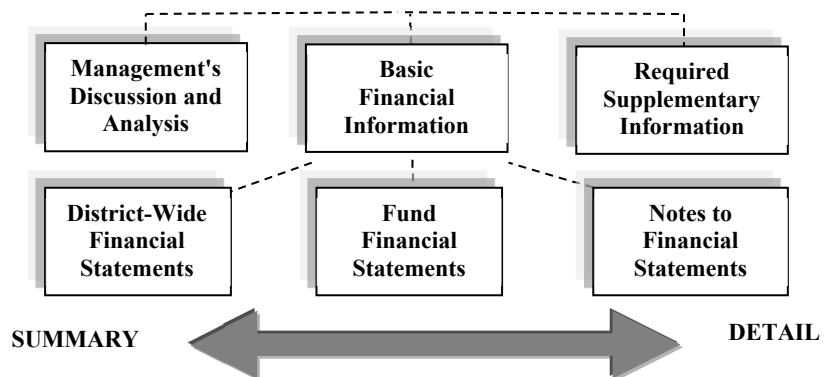 Management's
Discussion and
Analysis
Basic
Financial
Information
Required
Supplementary
Information
District-Wide
Financial
Statements
Fund
Financial
Statements
Notes to
Financial
Statements
SUMMARY
DETAIL